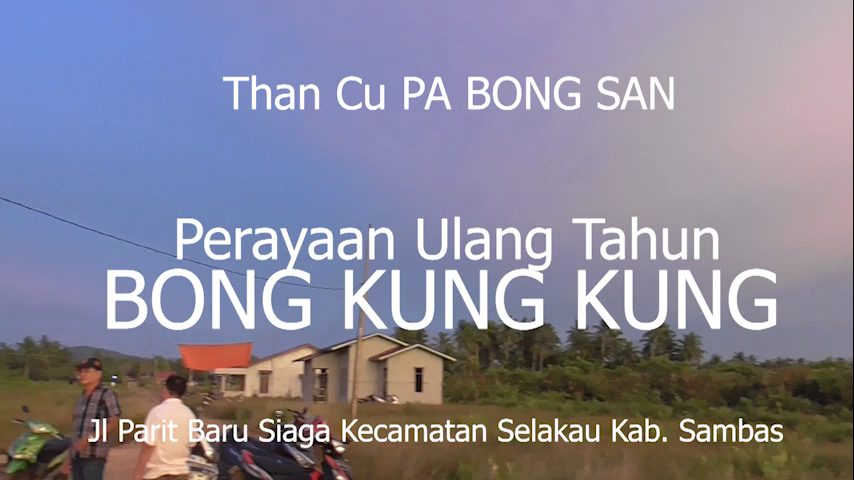 Than Cu PA BONG SAN
Perayaan Ulang Tahun
BONG KUNG KUNG
Jl Parit Baru Siaga Kecamatan Selakau Kab. Sambas